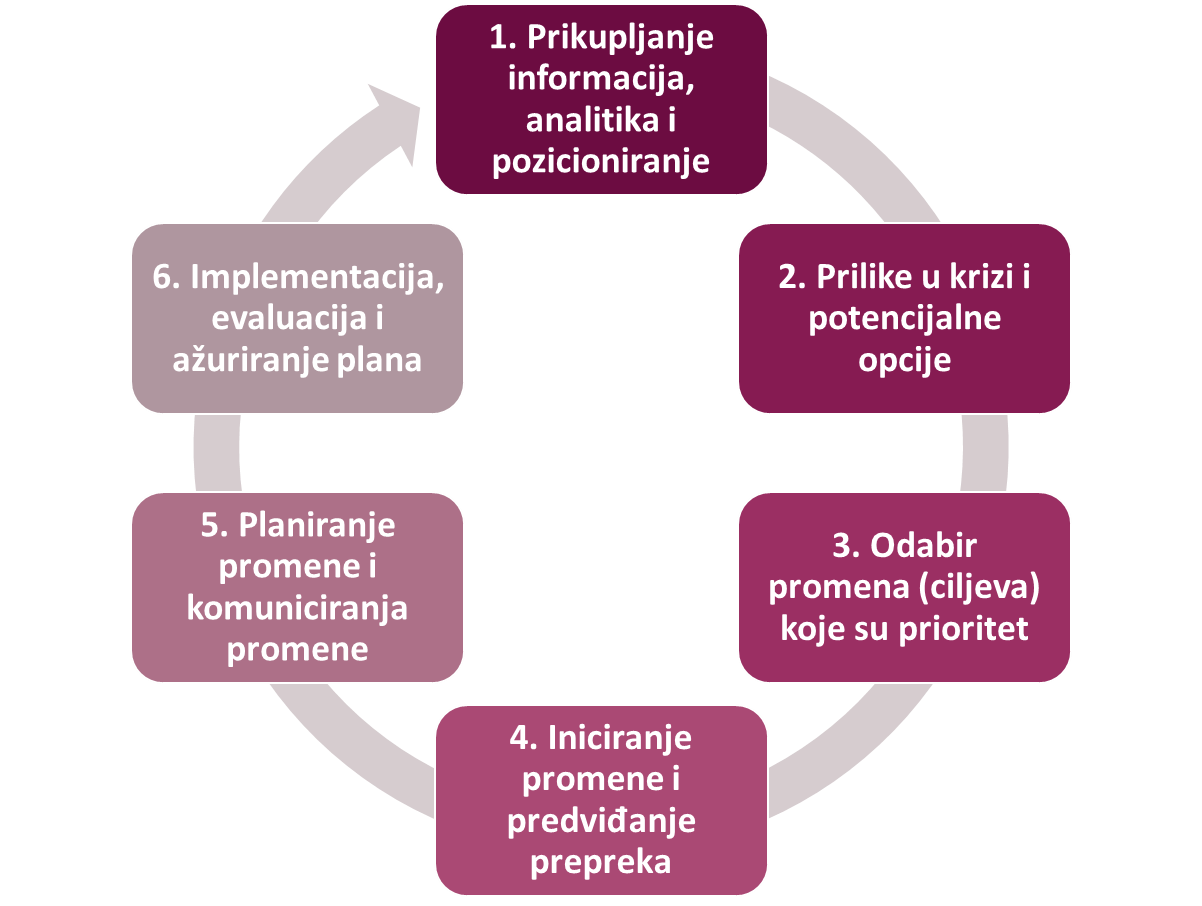 1. Prikupljanje
informacija,
analitika i
pozicioniranje
2. Prilike u krizi i
potencijalne
opcije
3. Odabir
promena (ciljeva)
koje su prioritet
4. Iniciranje
promene i
predviđanje
prepreka
5. Planiranje
promene i
komuniciranja
promene
6. Implementacija,
evaluacija i
ažuriranje plana